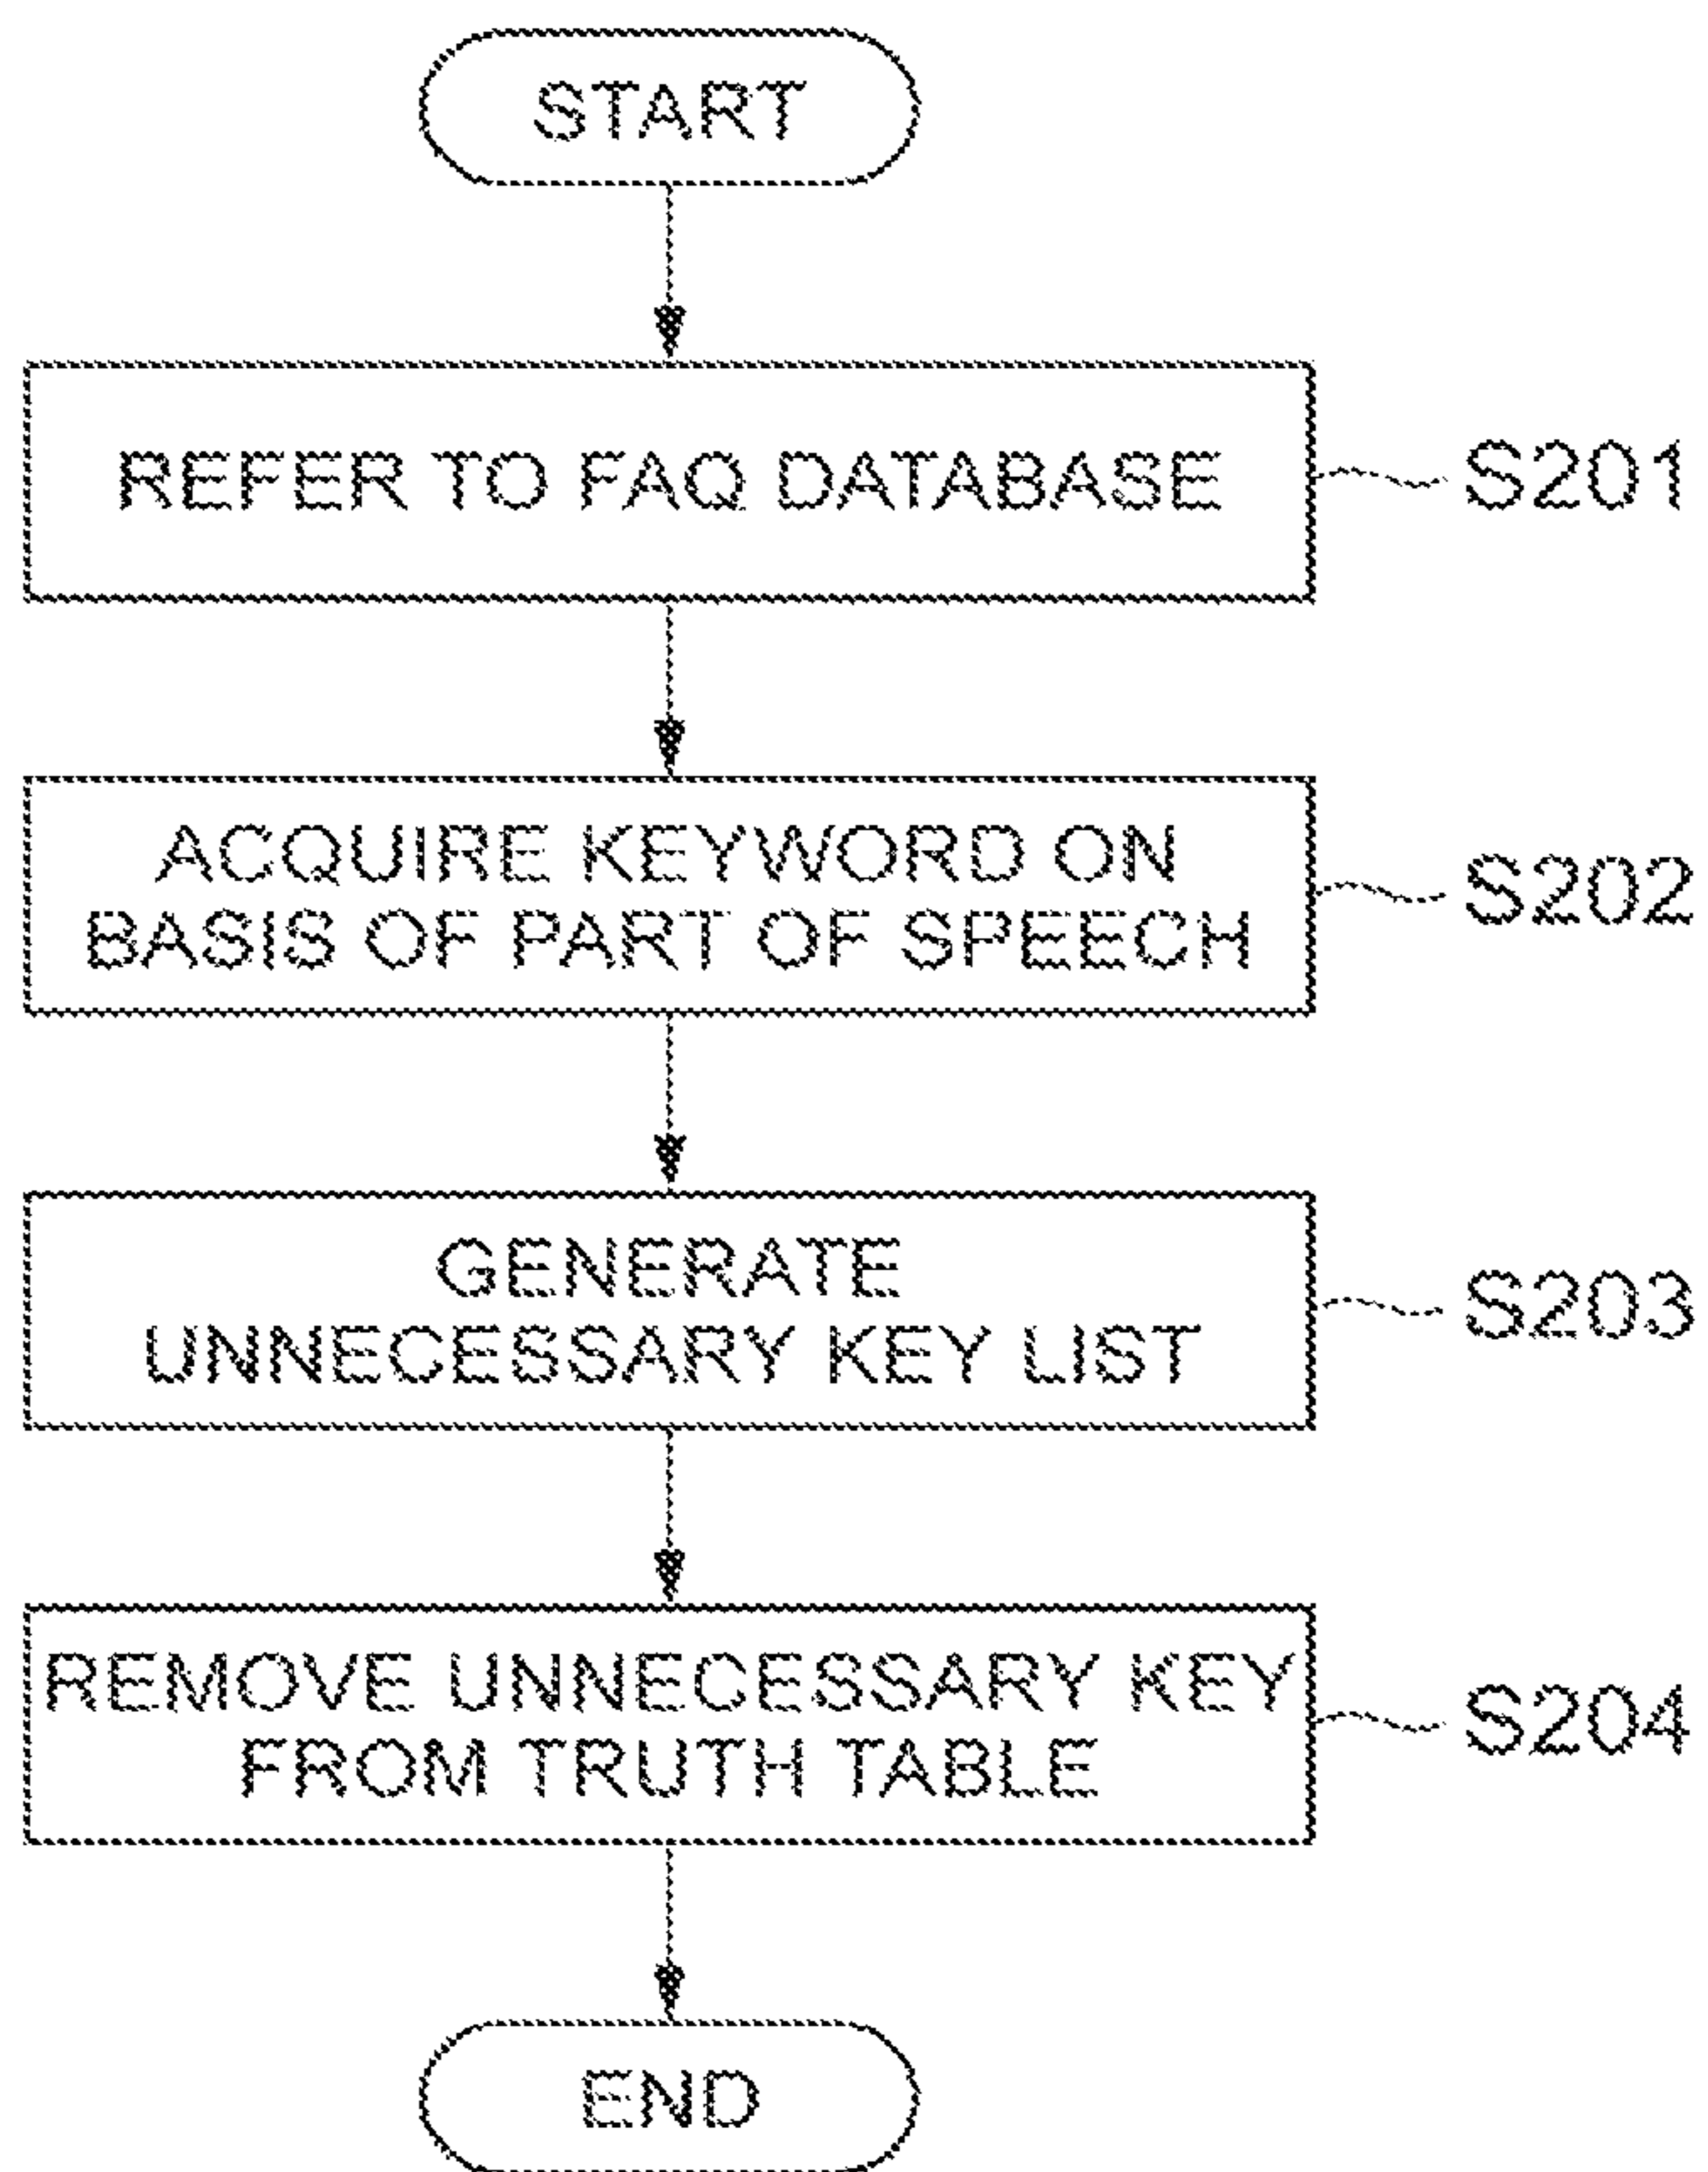 START
REFER TO FAQ DATABASE
S201
ACQUIRE KEYWORD ON
BASIS OF PART OF SPEECH
S202
GENERATE
UNNECESSARY KEY LIST
S203
REMOVE UNNECESSARY KEY
FROM TRUTH TABLE
S204
END